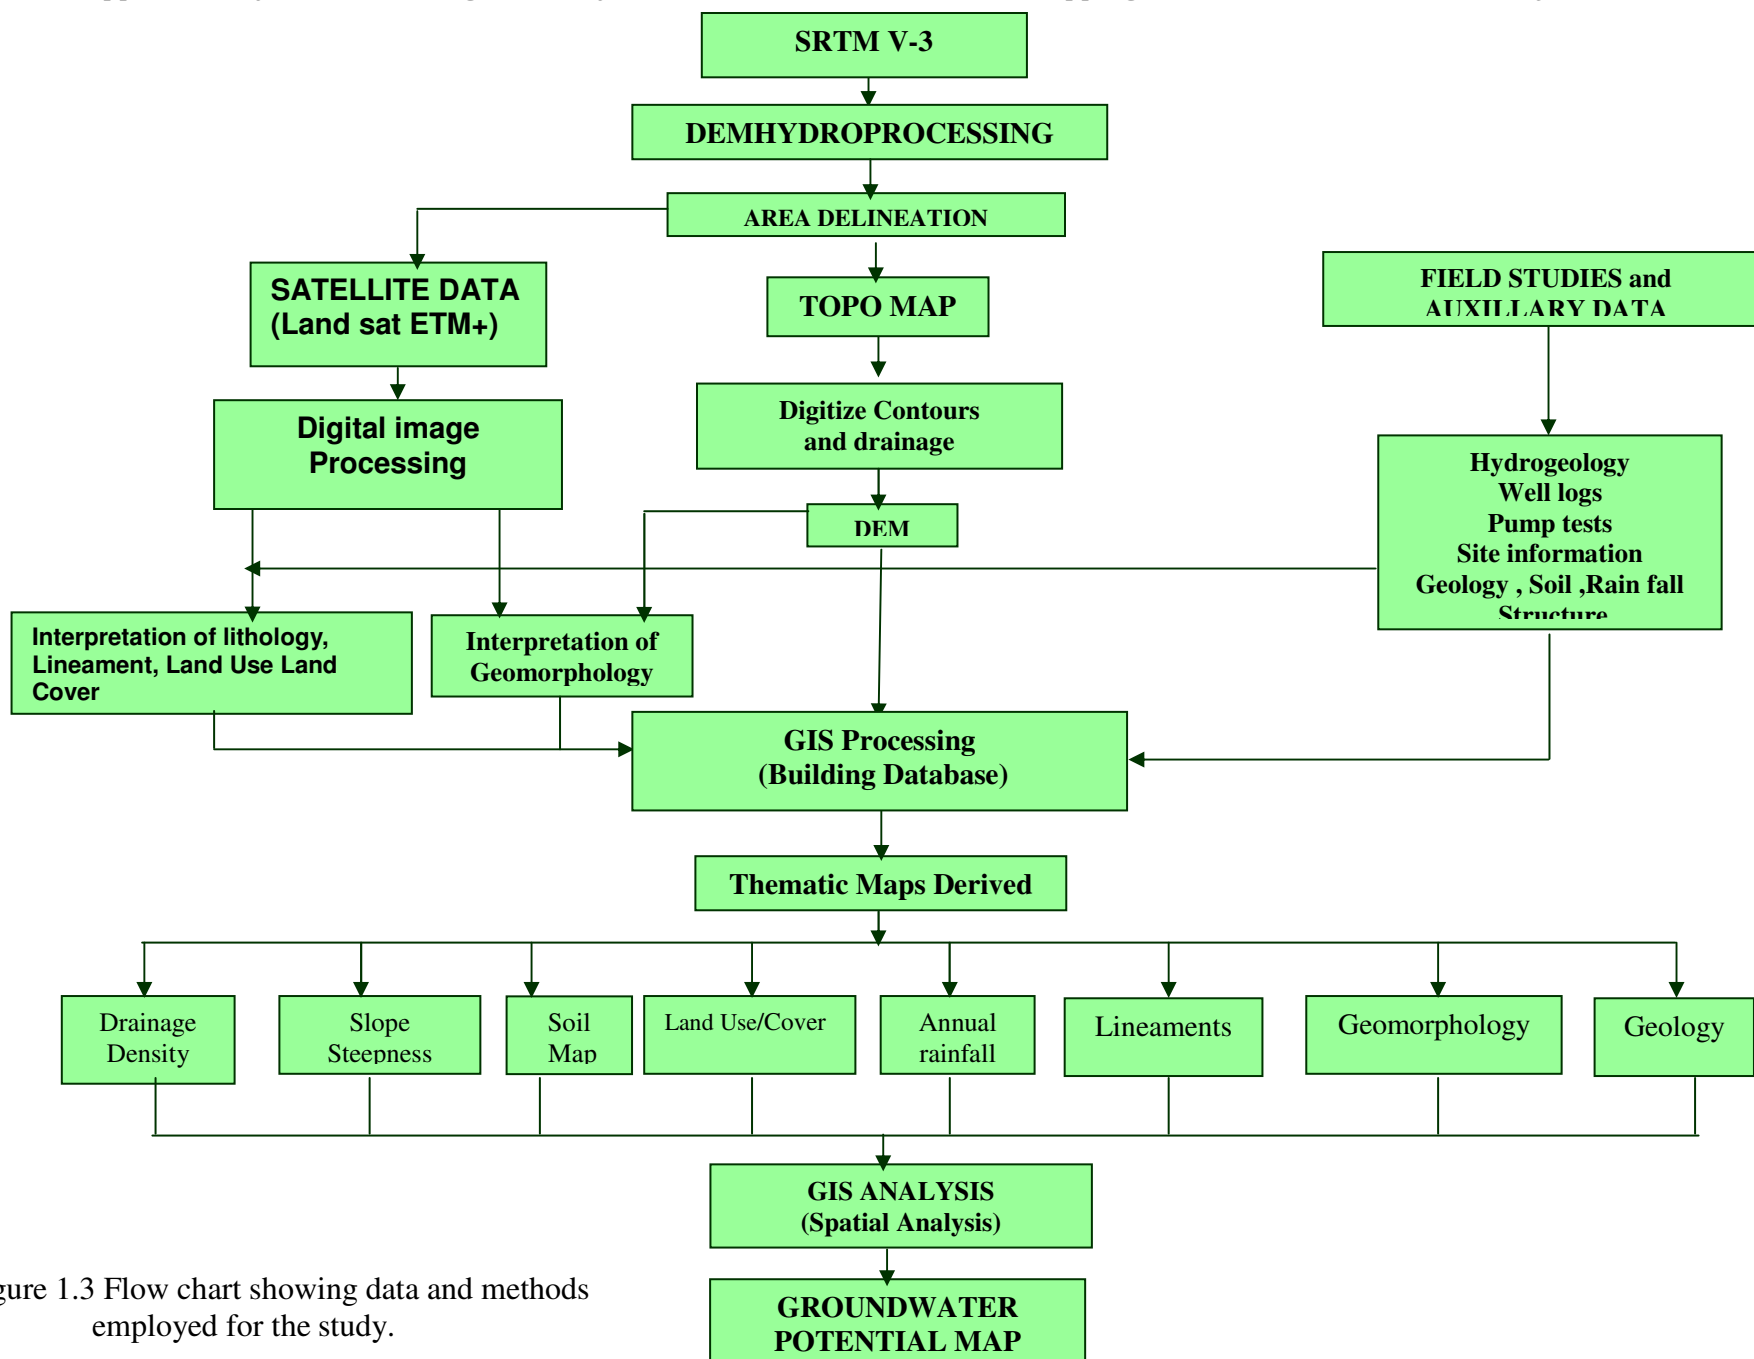 SRTM V-3
DEMHYDROPROCESSING
AREA DELINEATION
SATELLITE DATA
(Land sat ETM+)
TOPO MAP
FIELD STUDIES and
AUXILLARY DATA
Digital image
Processing
Digitize Contours
and drainage
Hydrogeology
Well logs
Pump tests
Site information
Geology , Soil ,Rain fall
Structure
DEM
Interpretation of lithology,
Lineament, Land Use Land
Cover
Interpretation of
Geomorphology
GIS Processing
(Building Database)
Thematic Maps Derived
Drainage
Density
Slope
Steepness
Soil
Map
Land Use/Cover
Annual
rainfall
Lineaments
Geomorphology
Geology
GIS ANALYSIS
(Spatial Analysis)
GROUNDWATER
POTENTIAL MAP
gure 1.3 Flow chart showing data and methods
employed for the study.